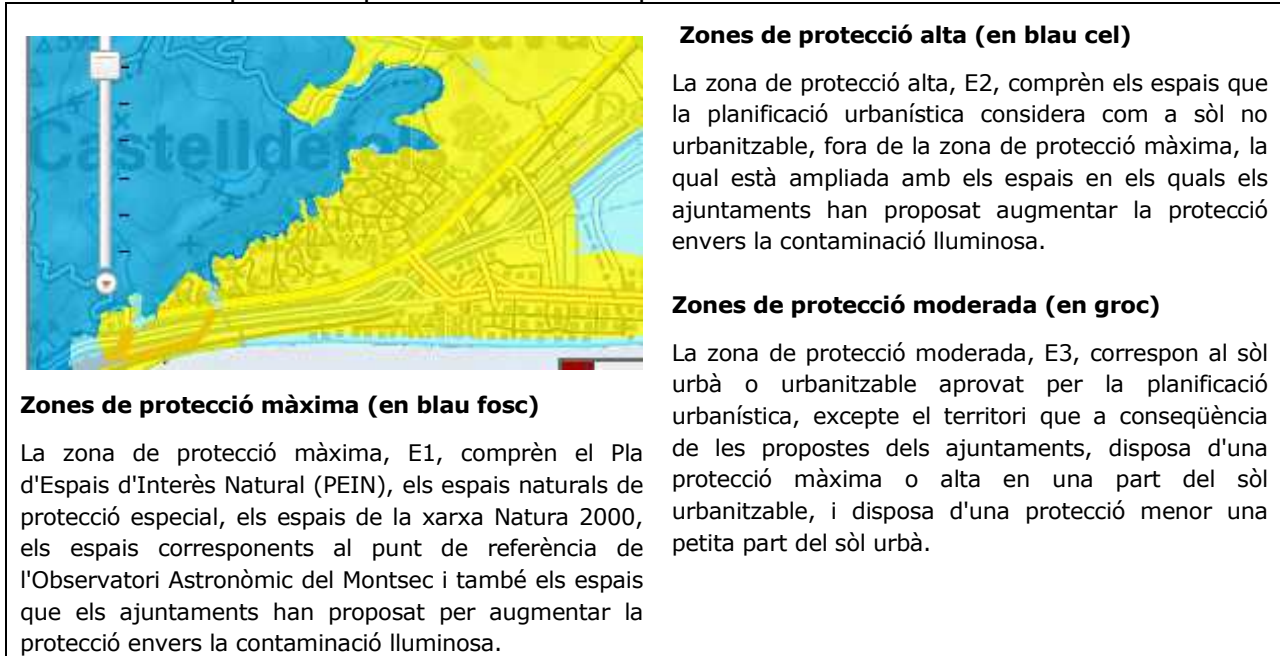 Castelldefels
Zones de protecció màxima (en blau fosc)
La zona de protecció màxima, E1, comprèn el Pla
d'Espais d'Interès Natural (PEIN), els espais naturals de
protecció especial, els espais de la xarxa Natura 2000,
els espais corresponents al punt de referència de
l'Observatori Astronòmic del Montsec i també els espais
que els ajuntaments han proposat per augmentar la
protecció envers la contaminació lluminosa.
Zones de protecció alta (en blau cel)
La zona de protecció alta, E2, comprèn els espais que
la planificació urbanística considera com a sòl no
urbanitzable, fora de la zona de protecció màxima, la
qual està ampliada amb els espais en els quals els
ajuntaments han proposat augmentar la protecció
envers la contaminació lluminosa.
Zones de protecció moderada (en groc)
La zona de protecció moderada, E3, correspon al sòl
urbà o urbanitzable aprovat per la planificació
urbanística, excepte el territori que a conseqüència
de les propostes dels ajuntaments, disposa d'una
protecció màxima o alta en una part del sòl
urbanitzable, i disposa d'una protecció menor una
petita part del sòl urbà.